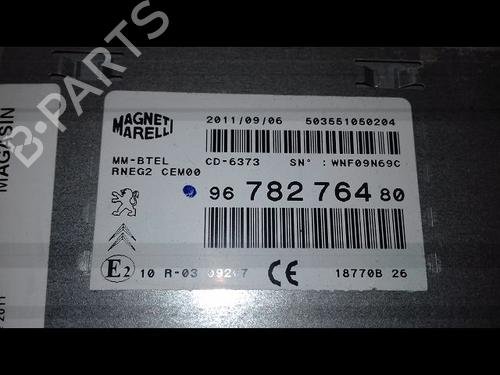 MAGASIN
2011
B-PARTS
MAGNETI
MARELLI
2011/09/06 503551050204
MM-BTEL CD-6373 SN° : WNF09N69C
RNEG2 CEM00
96 782 764 80
E2 10 R-03 CE 18770B 26